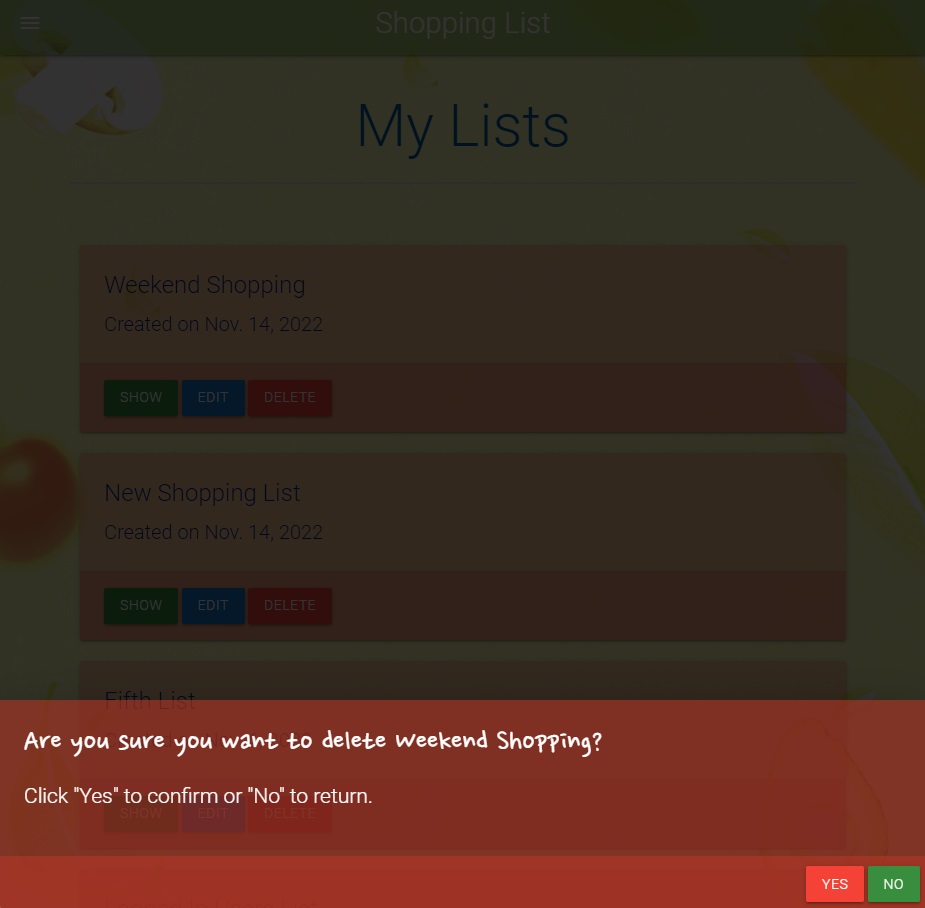 Shopping List
My Lists
Weekend Shopping
Created on Nov. 14, 2022
SHOW EDIT DELETE
New Shopping List
Created on Nov. 14, 2022
SHOW EDIT DELETE
Fifth List
Are you sure you want to delete Weekend Shopping?
Click "Yes" to confirm or "No" to return.
SHOW EDIT DELETE
YES NO